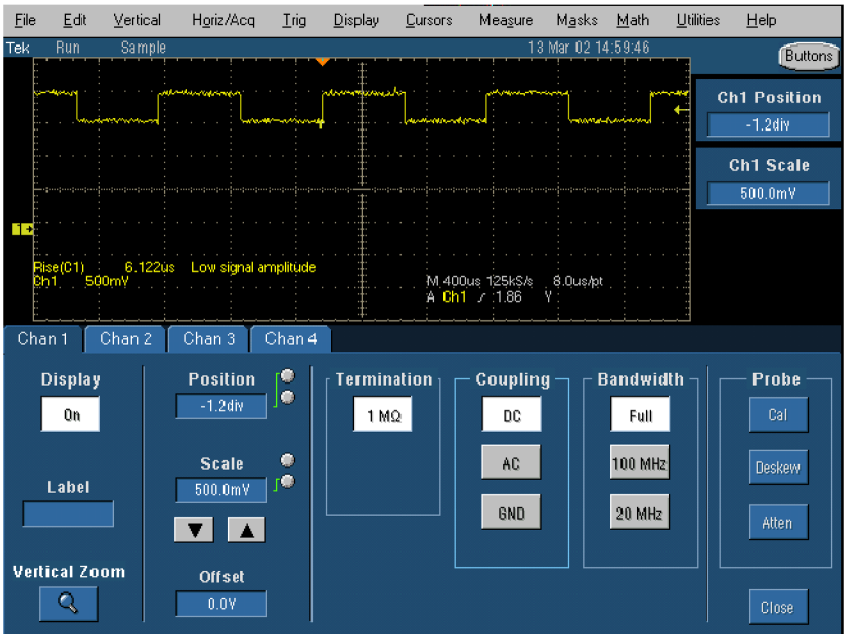 File Edit Vertical Horiz/Acq Trig Display Cursors Measure Masks Math Utilities Help
Tek Run Sample 13 Mar 02 14:59:46
Buttons
Ch1 Position
-1.2div
Ch1 Scale
500.0mV
1
Rise(C1) 6.122us Low signal amplitude
Ch1 500mV
M 400us 125kS/s 8.0us/pt
A Ch1 / 1.86 V
Chan 1 Chan 2 Chan 3 Chan 4
Display Position Termination Coupling Bandwidth Probe
On -1.2div 1 MΩ DC Full Cal
Scale AC 100 MHz Deskew
Label 500.0mV GND 20 MHz Atten
Vertical Zoom Offset
0.0V Close